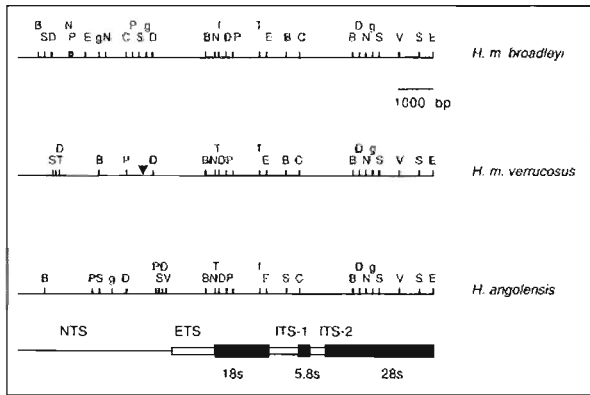 B N P g D g
S D P E g N C S D B N D P E B C B N S V S E
H. m. broadleyi
1000 bp
D D g
S T B P D B N D P E B C B N S V S E
H. m. verrucosus
P D T D g
B P S g D S V B N D P S C B N S V S E
H. angolensis
NTS ETS ITS-1 ITS-2
18s 5.8s 28s